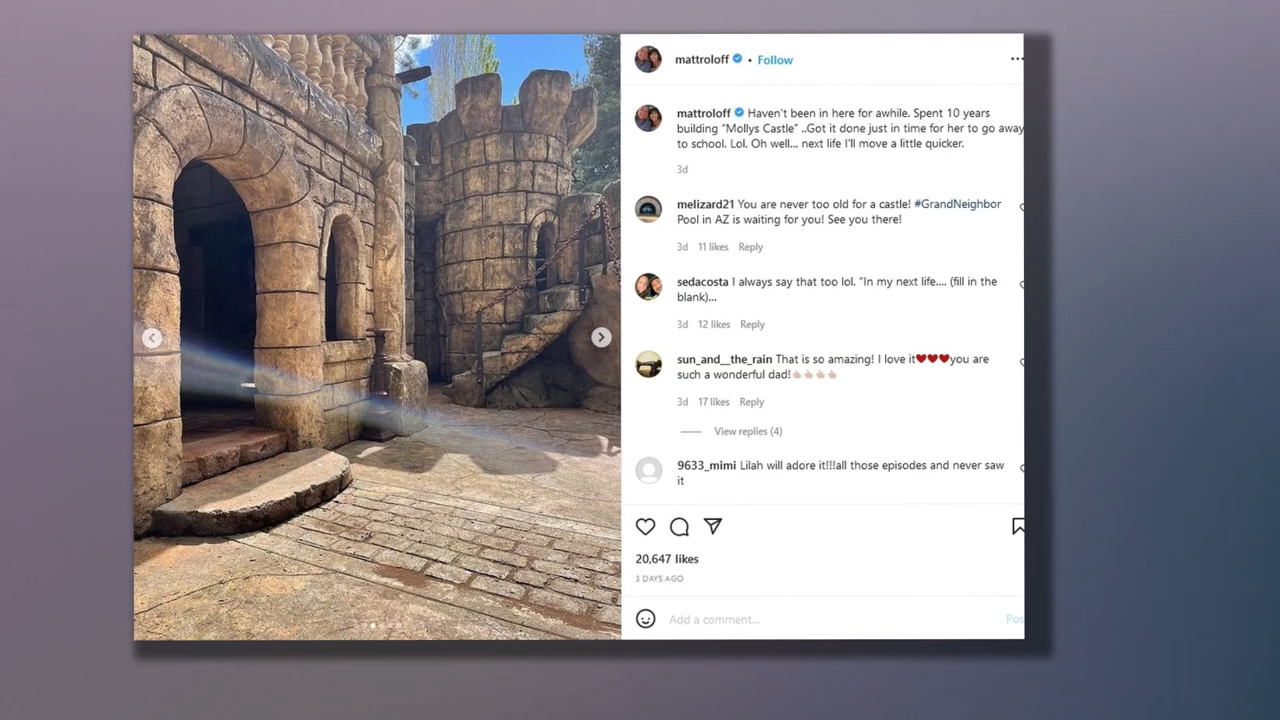 mattroloff • Follow
mattroloff Haven't been in here for awhile. Spent 10 years
building "Mollys Castle" ..Got it done just in time for her to go away
to school. Lol. Oh well... next life I'll move a little quicker.
3d
melizard21 You are never too old for a castle! #GrandNeighbor
Pool in AZ is waiting for you! See you there!
3d 11 likes Reply
sedacosta I always say that too lol. "In my next life.... (fill in the
blank)...
3d 12 likes Reply
sun_and__the_rain That is so amazing! I love it❤❤❤you are
such a wonderful dad!👍🏻👍🏻👍🏻👍🏻
3d 17 likes Reply
View replies (4)
9633_mimi Lilah will adore it!!!all those episodes and never saw
it
20,647 likes
3 DAYS AGO
Add a comment... Pos